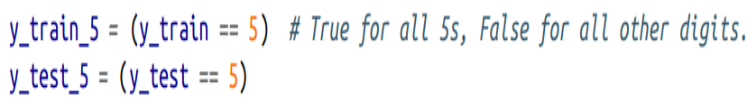 y_train_5 = (y_train == 5)  # True for all 5s, False for all other digits.
y_test_5 = (y_test == 5)